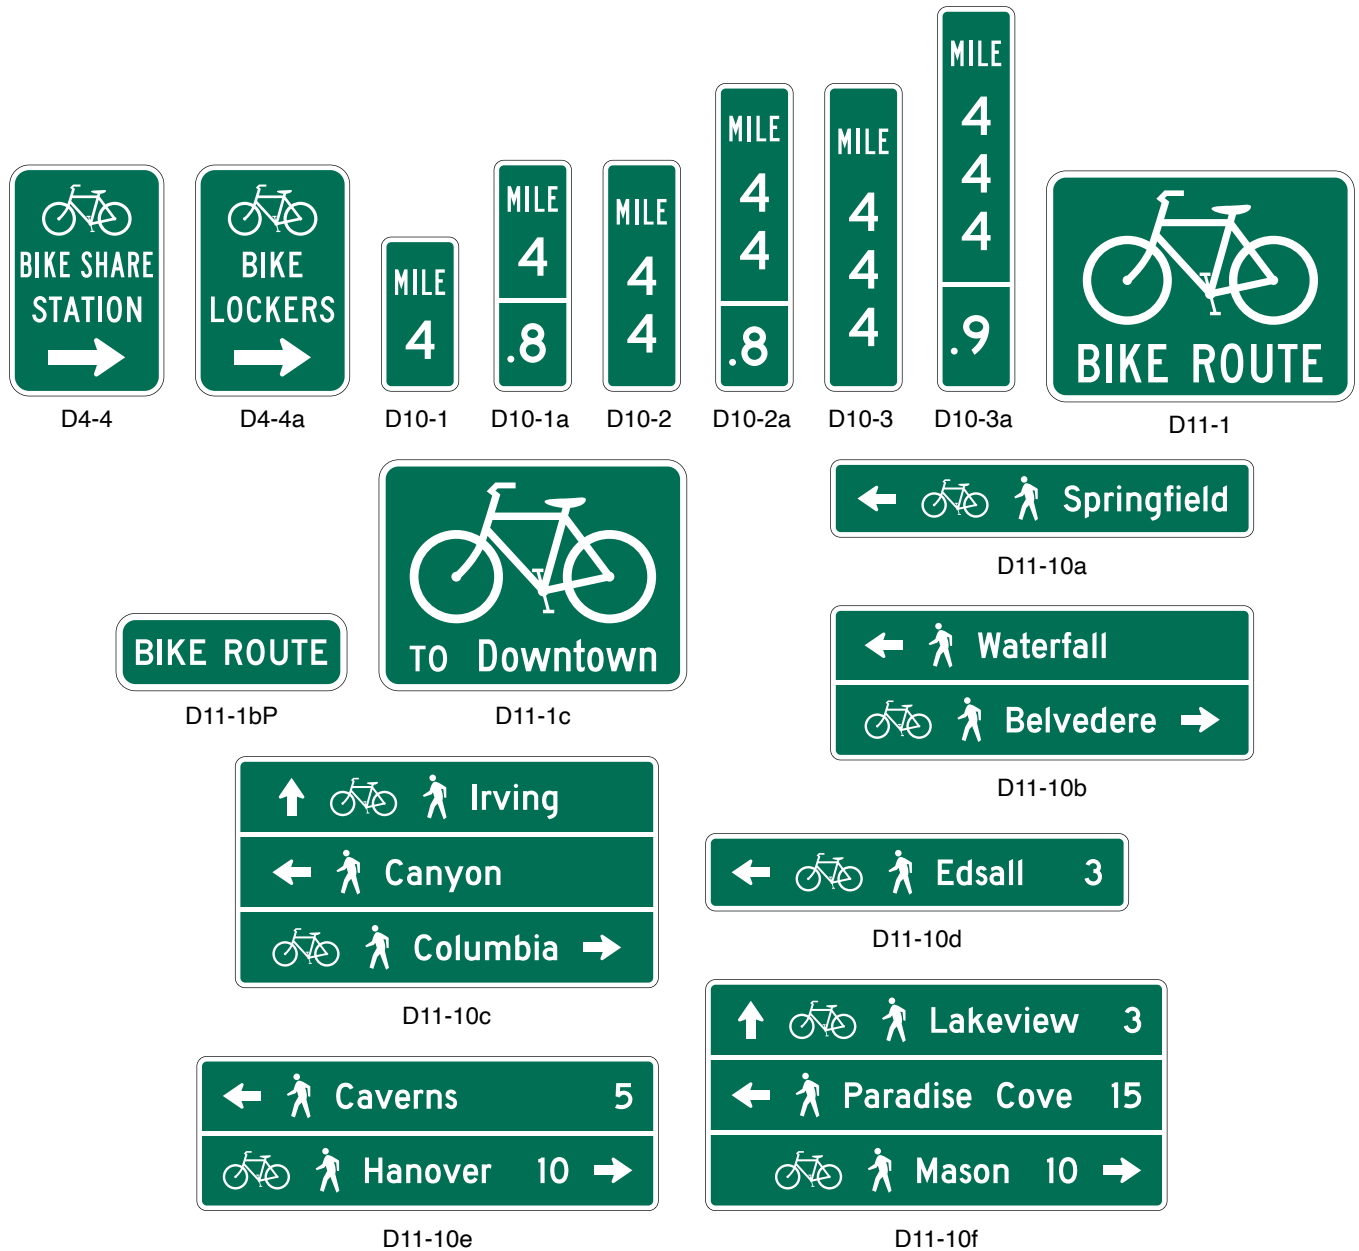 BIKE SHARE
STATION
D4-4
BIKE
LOCKERS
D4-4a
MILE
4
D10-1
MILE
4
.8
D10-1a
MILE
4
4
D10-2
MILE
4
4
.8
D10-2a
MILE
4
4
4
D10-3
MILE
4
4
4
.9
D10-3a
BIKE ROUTE
D11-1
BIKE ROUTE
D11-1bP
TO Downtown
D11-1c
Springfield
D11-10a
Waterfall
Belvedere
D11-10b
Irving
Canyon
Columbia
D11-10c
Edsall 3
D11-10d
Caverns 5
Hanover 10
D11-10e
Lakeview 3
Paradise Cove 15
Mason 10
D11-10f